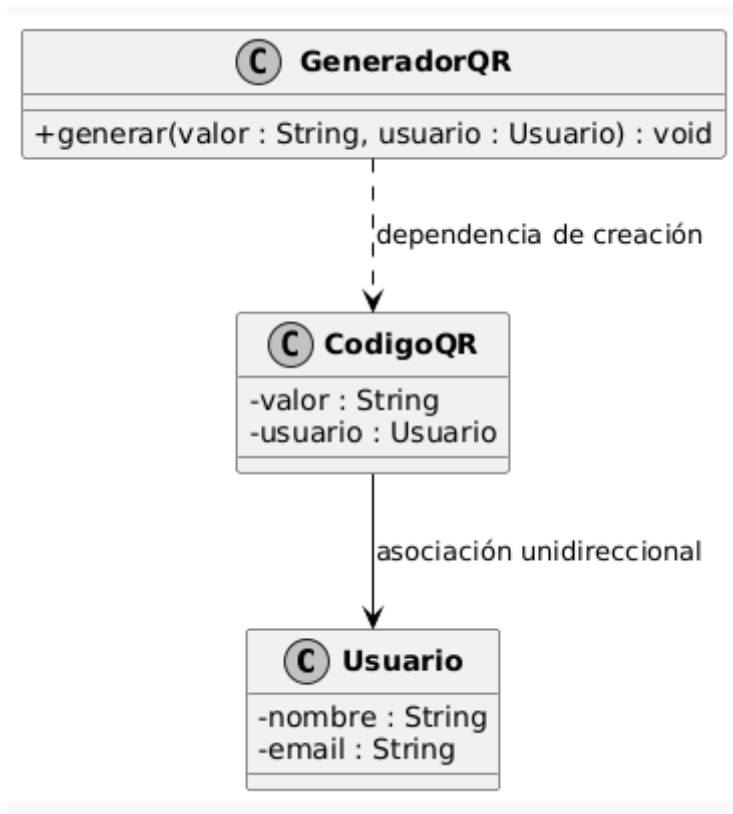 C GeneradorQR
+generar(valor : String, usuario : Usuario) : void
dependencia de creación
C CodigoQR
-valor : String
-usuario : Usuario
asociación unidireccional
C Usuario
-nombre : String
-email : String